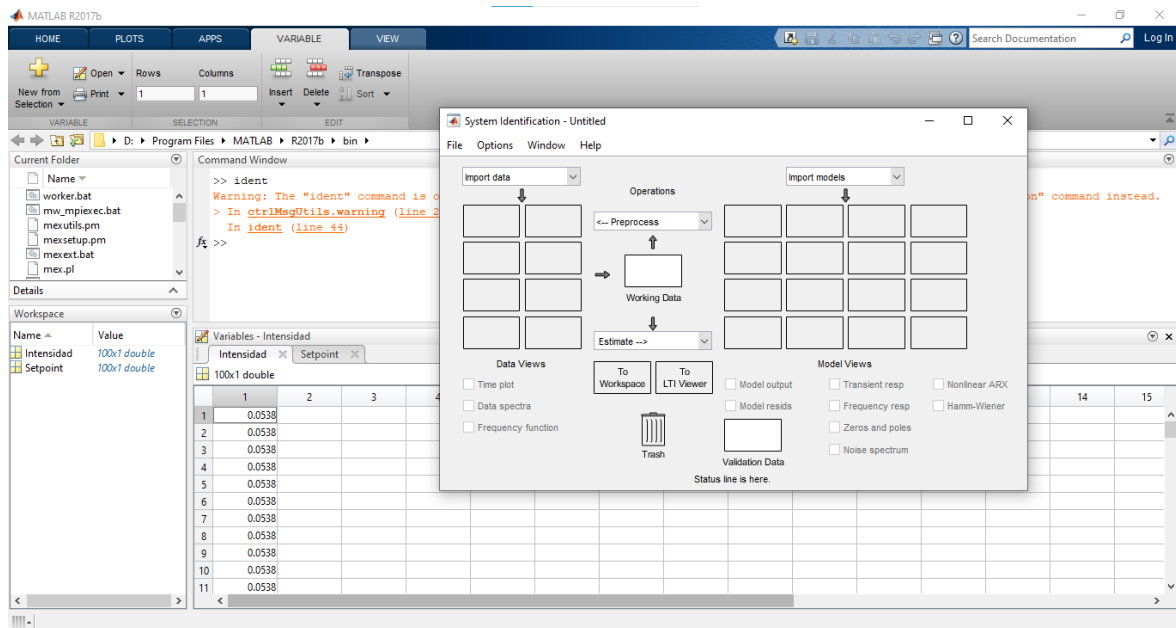 MATLAB R2017b
HOME PLOTS APPS VARIABLE VIEW Search Documentation Log In
New from Selection Open Print Rows 1 Columns 1 Insert Delete Transpose Sort
VARIABLE SELECTION EDIT
D: Program Files MATLAB R2017b bin
Current Folder
Name
worker.bat
mw_mpiexec.bat
mexutils.pm
mexsetup.pm
mexext.bat
mex.pl
Details
Workspace
Name Value
Intensidad 100x1 double
Setpoint 100x1 double
Command Window
>> ident
Warning: The "ident" command is o
n" command instead.
> In ctrlMsgUtils.warning (line 2
In ident (line 44)
fx >>
System Identification - Untitled
File Options Window Help
Import data Import models
Operations
<-- Preprocess
Working Data
Estimate -->
Data Views Model Views
To Workspace To LTI Viewer
Time plot Model output Transient resp Nonlinear ARX
Data spectra Model resids Frequency resp Hamm-Wiener
Frequency function Zeros and poles
Trash Noise spectrum
Validation Data
Status line is here.
Variables - Intensidad
Intensidad Setpoint
100x1 double
1 2 3 4 14 15
1 0.0538
2 0.0538
3 0.0538
4 0.0538
5 0.0538
6 0.0538
7 0.0538
8 0.0538
9 0.0538
10 0.0538
11 0.0538